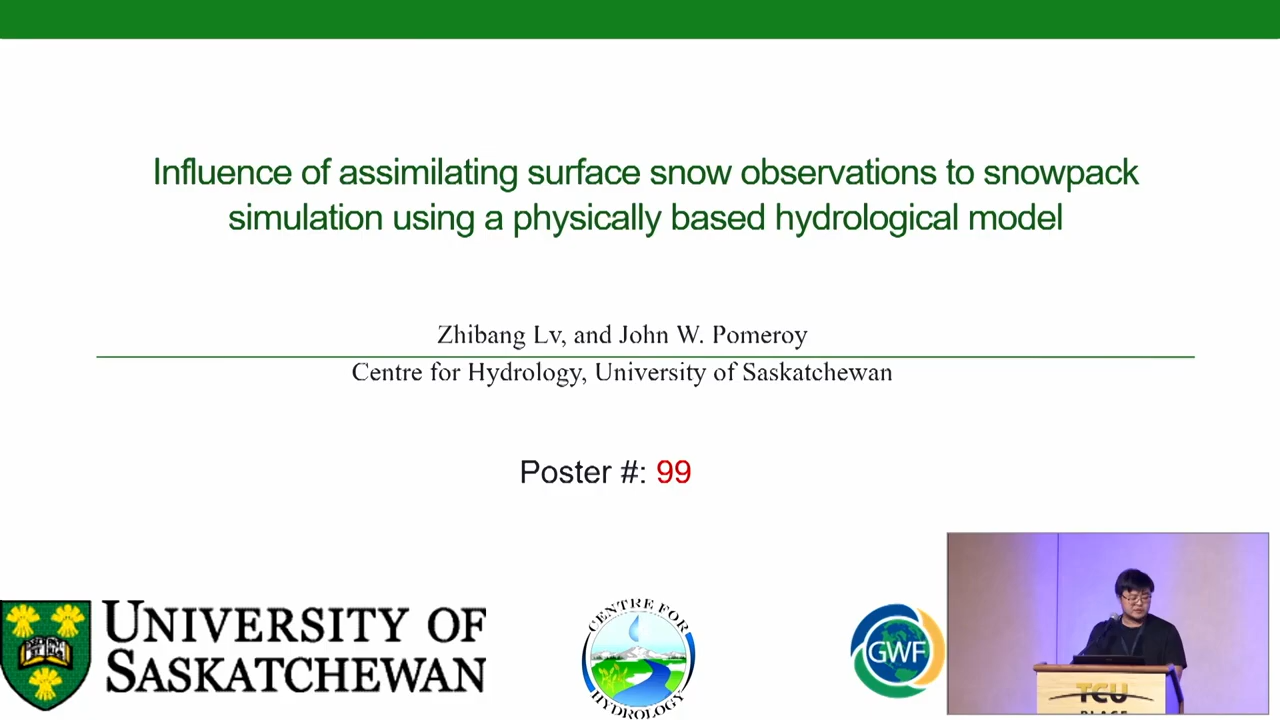 Influence of assimilating surface snow observations to snowpack
simulation using a physically based hydrological model
Zhibang Lv, and John W. Pomeroy
Centre for Hydrology, University of Saskatchewan
Poster #: 99
UNIVERSITY OF
SASKATCHEWAN
CENTRE FOR
HYDROLOGY
GWF
TCU
PLACE